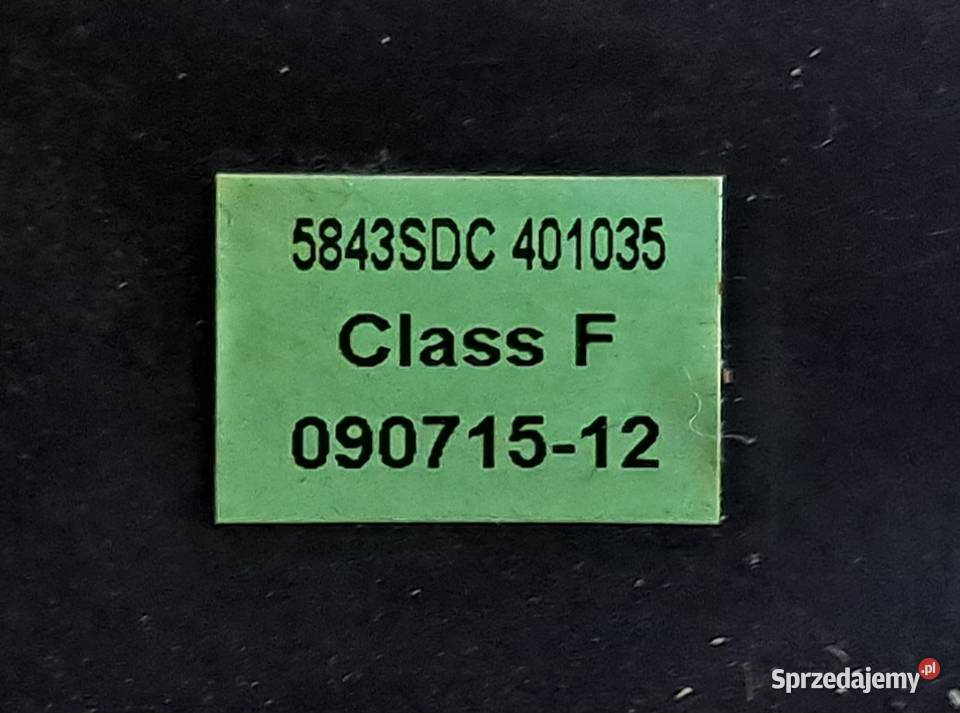 5843SDC 401035
Class F
090715-12
Sprzedajemy.pl